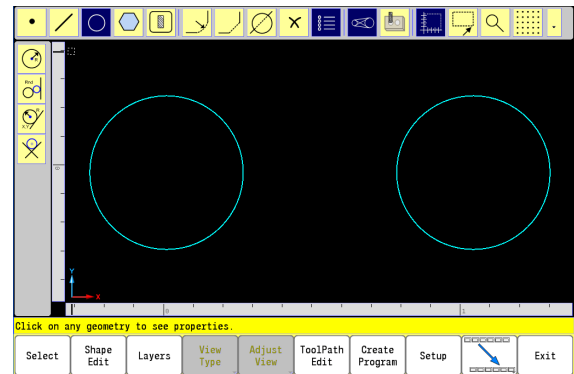 R
Rnd
R
X,Y
0
Y
X
0
1
Click on any geometry to see properties.
Select
Shape
Edit
Layers
View
Type
Adjust
View
ToolPath
Edit
Create
Program
Setup
Exit